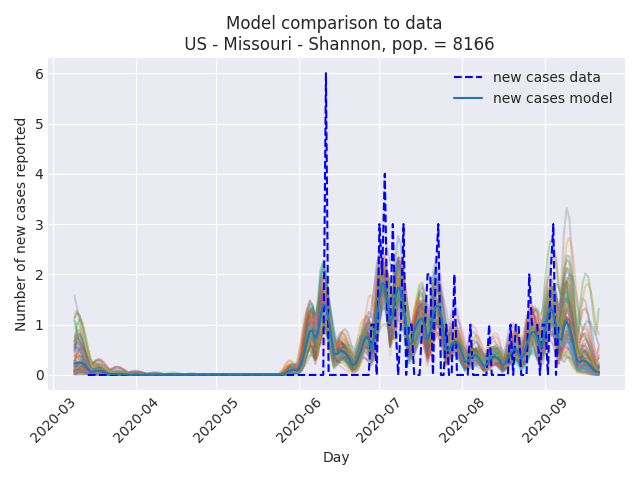 Model comparison to data
US - Missouri - Shannon, pop. = 8166
new cases data
new cases model
Number of new cases reported
6
5
4
3
2
1
0
2020-03
2020-04
2020-05
2020-06
2020-07
2020-08
2020-09
Day